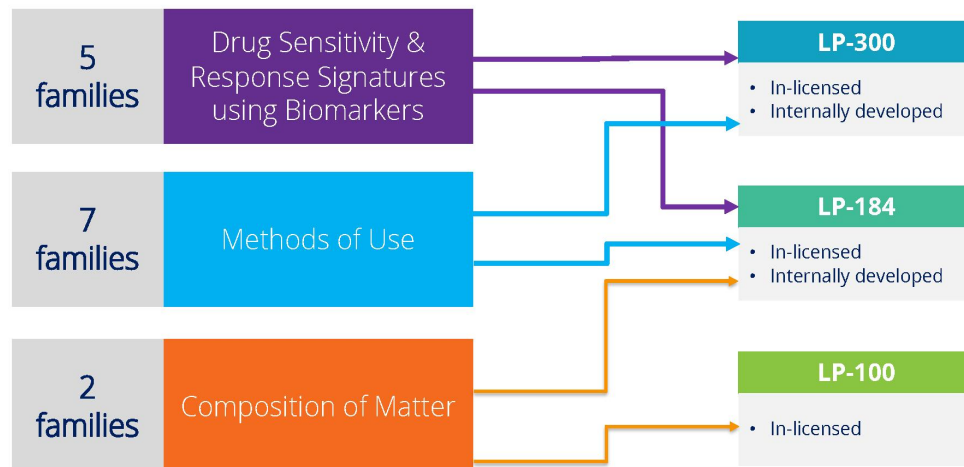 5
families
Drug Sensitivity &
Response Signatures
using Biomarkers
7
families
Methods of Use
2
families
Composition of Matter
LP-300
• In-licensed
• Internally developed
LP-184
• In-licensed
• Internally developed
LP-100
• In-licensed